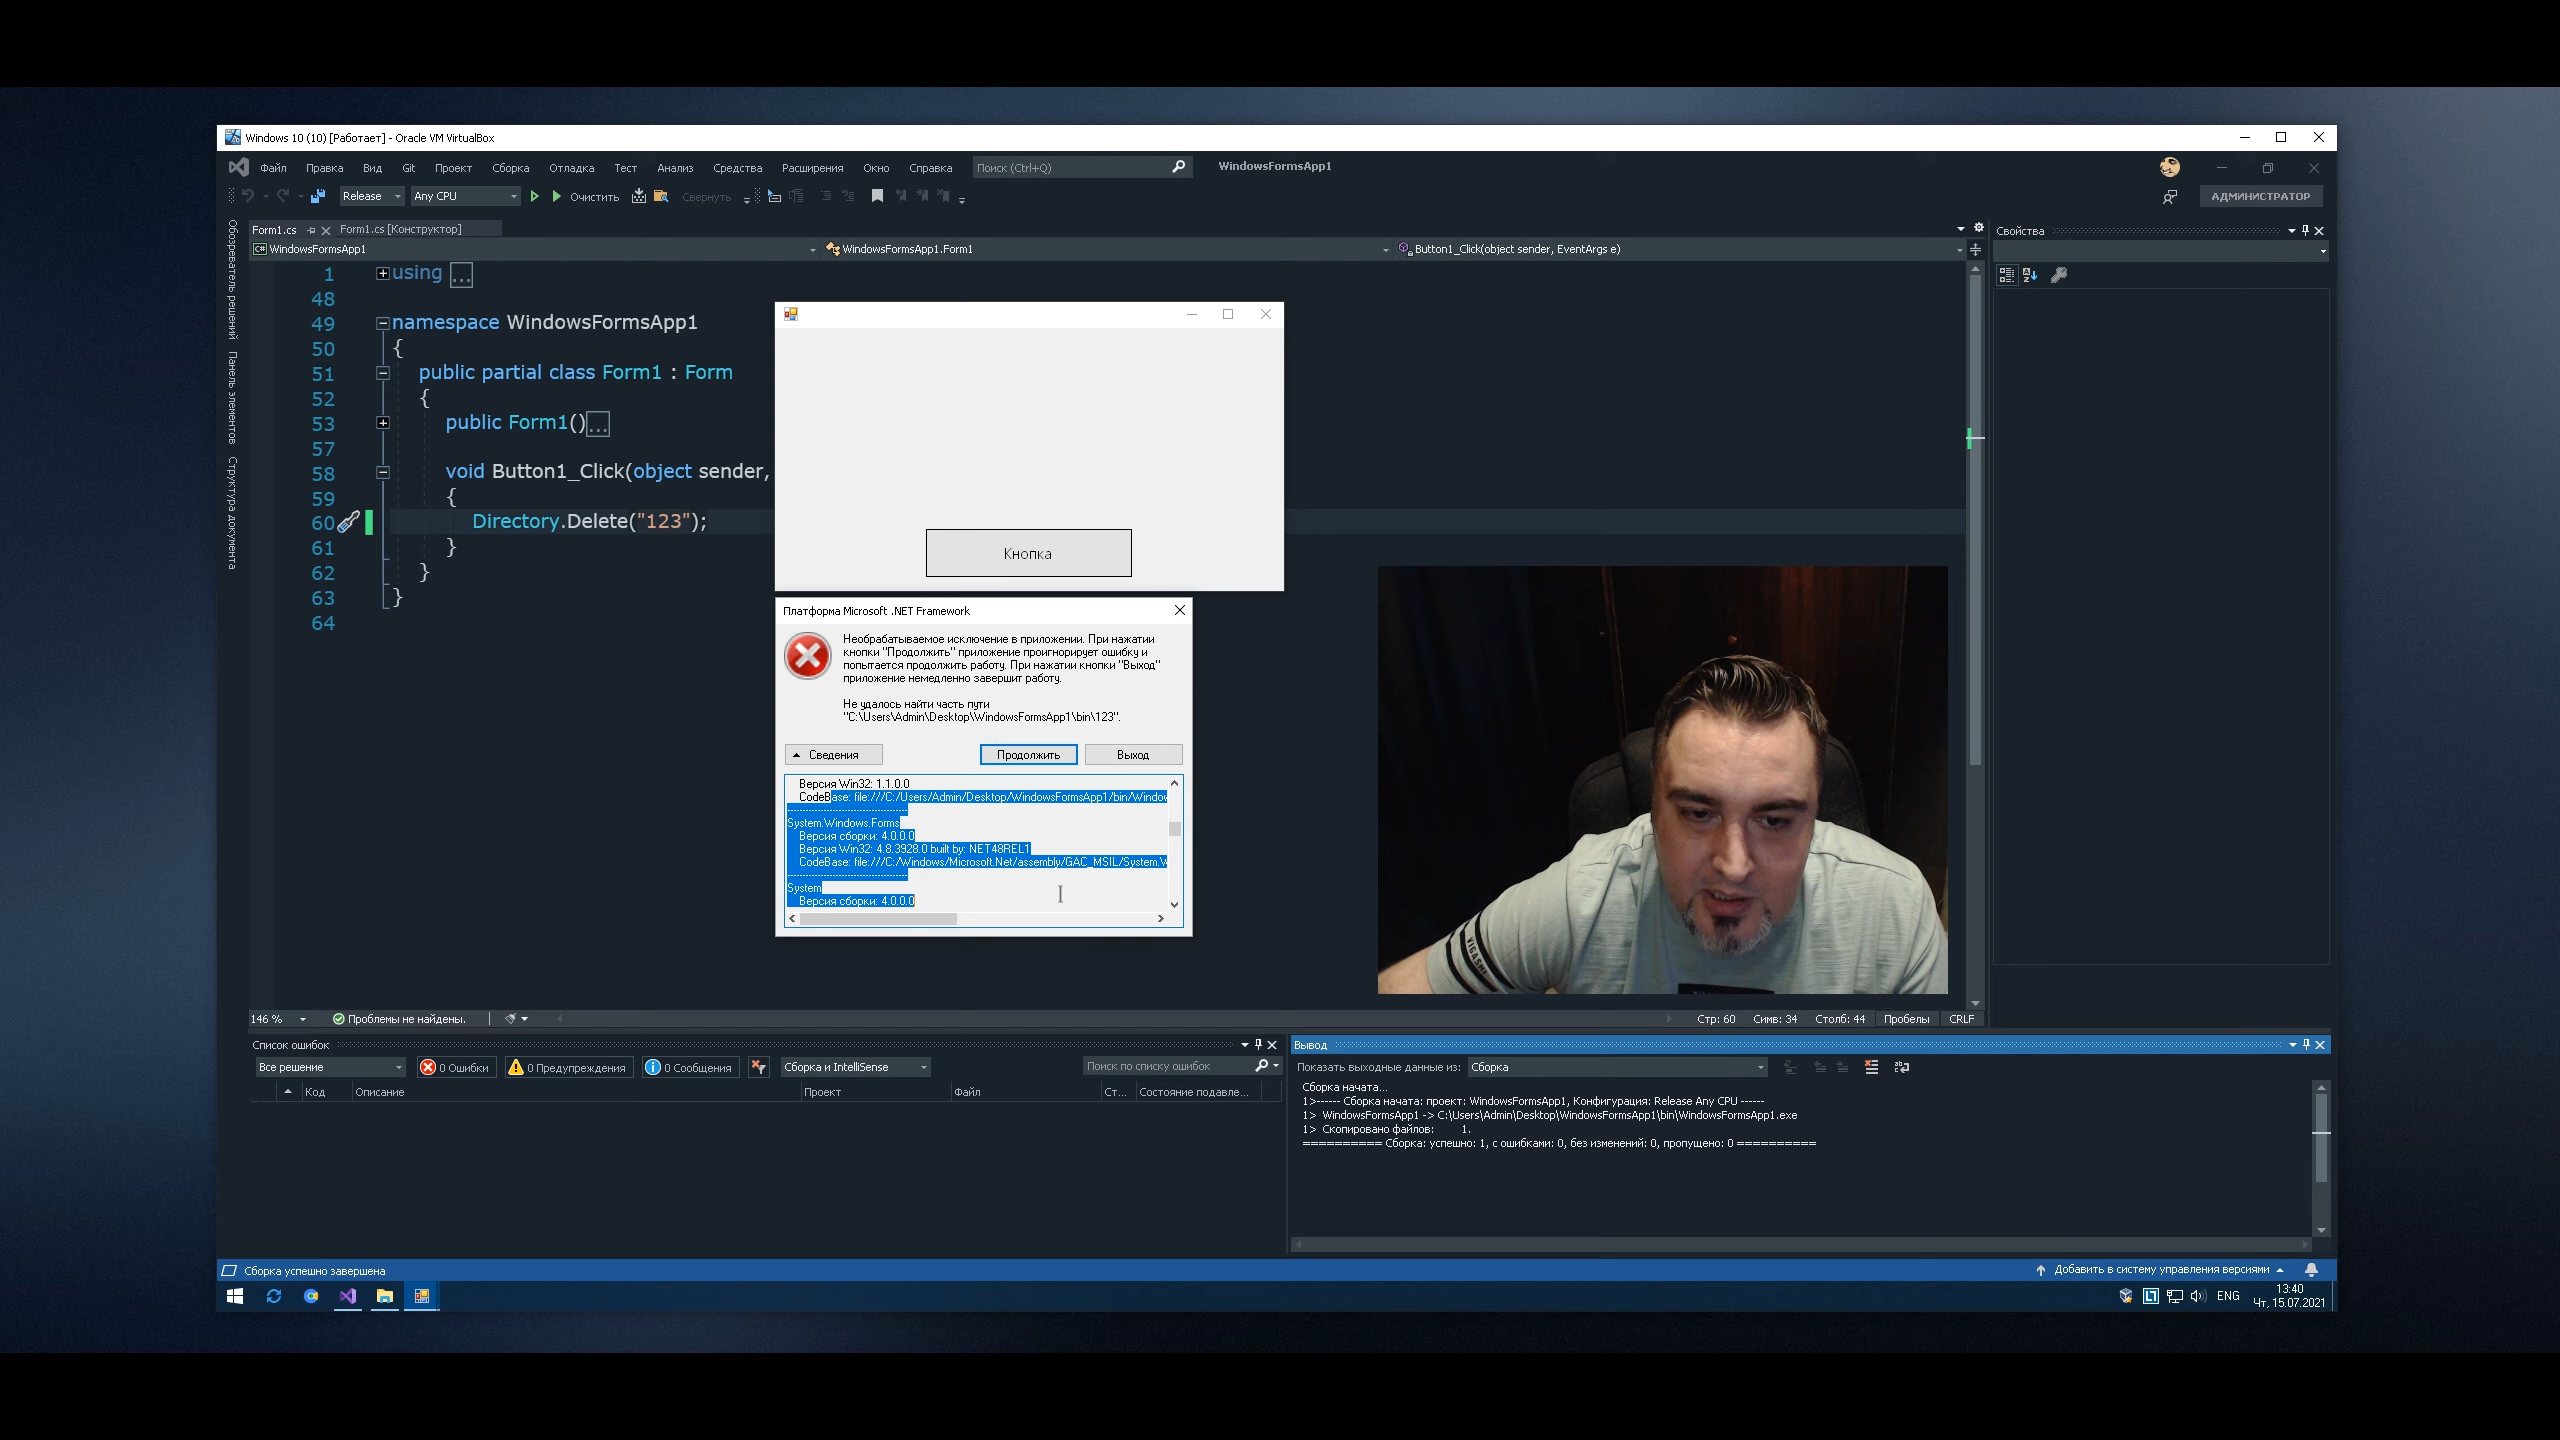 Windows 10 (10) [Работает] - Oracle VM VirtualBox
Файл Правка Вид Git Проект Сборка Отладка Тест Анализ Средства Расширения Окно Справка Поиск (Ctrl+Q) WindowsFormsApp1
Release Any CPU Очистить Свернуть АДМИНИСТРАТОР
Обозреватель решений Панель элементов Структура документа
Form1.cs Form1.cs [Конструктор]
C# WindowsFormsApp1 WindowsFormsApp1.Form1 Button1_Click(object sender, EventArgs e)
Свойства
1 using ...
48
49 namespace WindowsFormsApp1
50 {
51 public partial class Form1 : Form
52 {
53 public Form1()...
57
58 void Button1_Click(object sender,
59 {
60 Directory.Delete("123");
61 }
62 }
63 }
64
Кнопка
Платформа Microsoft .NET Framework
Необрабатываемое исключение в приложении. При нажатии
кнопки "Продолжить" приложение проигнорирует ошибку и
попытается продолжить работу. При нажатии кнопки "Выход"
приложение немедленно завершит работу.
Не удалось найти часть пути
"C:\Users\Admin\Desktop\WindowsFormsApp1\bin\123".
Сведения Продолжить Выход
Версия Win32: 1.1.0.0
CodeBase: file:///C:/Users/Admin/Desktop/WindowsFormsApp1/bin/Window
----------------------------------------
System.Windows.Forms
Версия сборки: 4.0.0.0
Версия Win32: 4.8.3928.0 built by: NET48REL1
CodeBase: file:///C:/Windows/Microsoft.Net/assembly/GAC_MSIL/System.W
----------------------------------------
System
Версия сборки: 4.0.0.0
VIGASHI
146 % Проблемы не найдены. Стр: 60 Симв: 34 Столб: 44 Пробелы CRLF
Список ошибок
Все решение 0 Ошибки 0 Предупреждения 0 Сообщения Сборка и IntelliSense Поиск по списку ошибок
Код Описание Проект Файл Ст... Состояние подавле...
Вывод
Показать выходные данные из: Сборка
Сборка начата...
1>------ Сборка начата: проект: WindowsFormsApp1, Конфигурация: Release Any CPU ------
1> WindowsFormsApp1 -> C:\Users\Admin\Desktop\WindowsFormsApp1\bin\WindowsFormsApp1.exe
1> Скопировано файлов: 1.
========== Сборка: успешно: 1, с ошибками: 0, без изменений: 0, пропущено: 0 ==========
Сборка успешно завершена Добавить в систему управления версиями
ENG 13:40
Чт, 15.07.2021